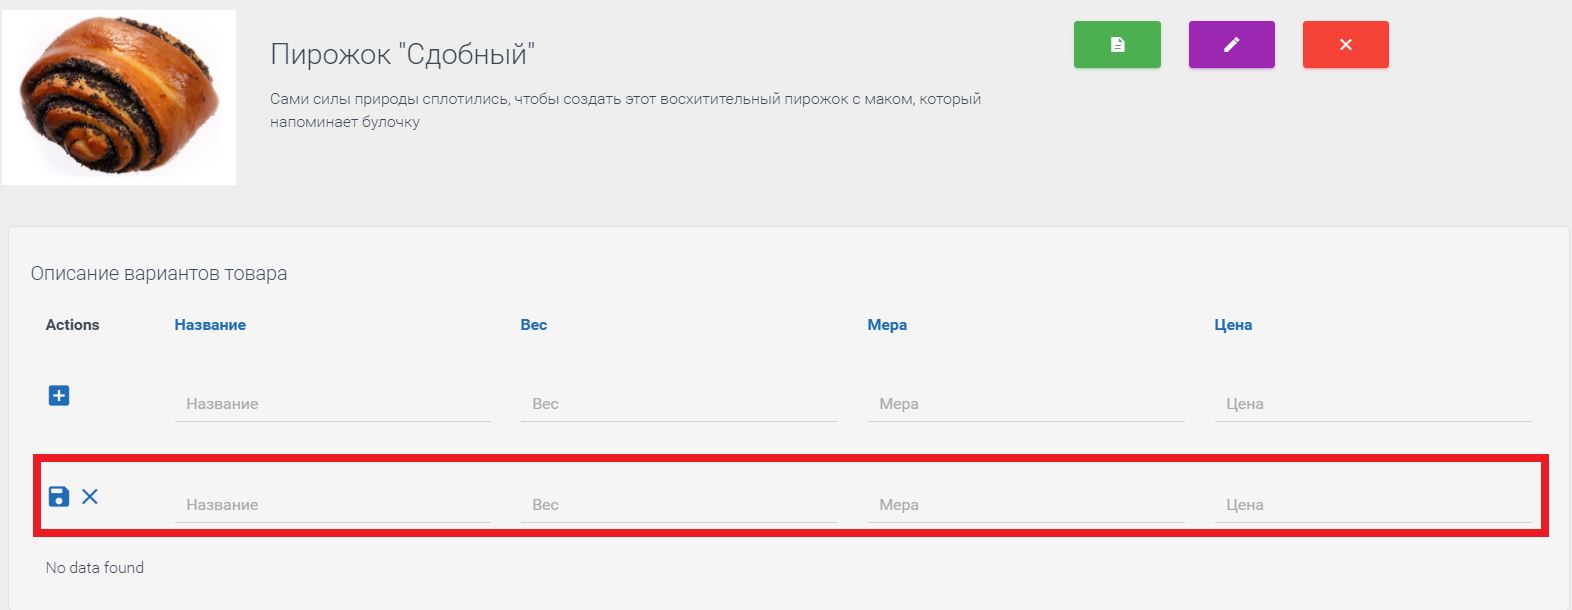 Пирожок "Сдобный"
Сами силы природы сплотились, чтобы создать этот восхитительный пирожок с маком, который
напоминает булочку
Описание вариантов товара
Actions Название Вес Мера Цена
Название Вес Мера Цена
Название Вес Мера Цена
No data found